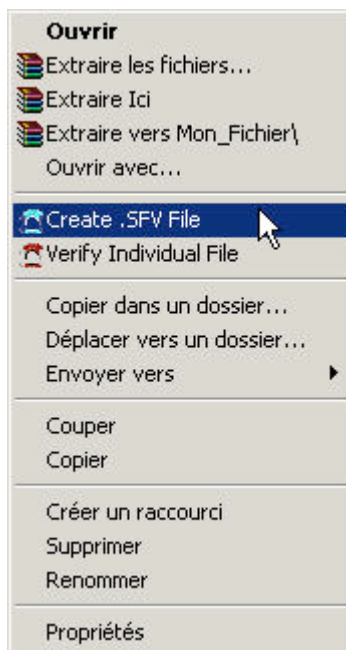 Ouvrir
Extraire les fichiers...
Extraire Ici
Extraire vers Mon_Fichier\
Ouvrir avec...
Create .SFV File
Verify Individual File
Copier dans un dossier...
Déplacer vers un dossier...
Envoyer vers
Couper
Copier
Créer un raccourci
Supprimer
Renommer
Propriétés